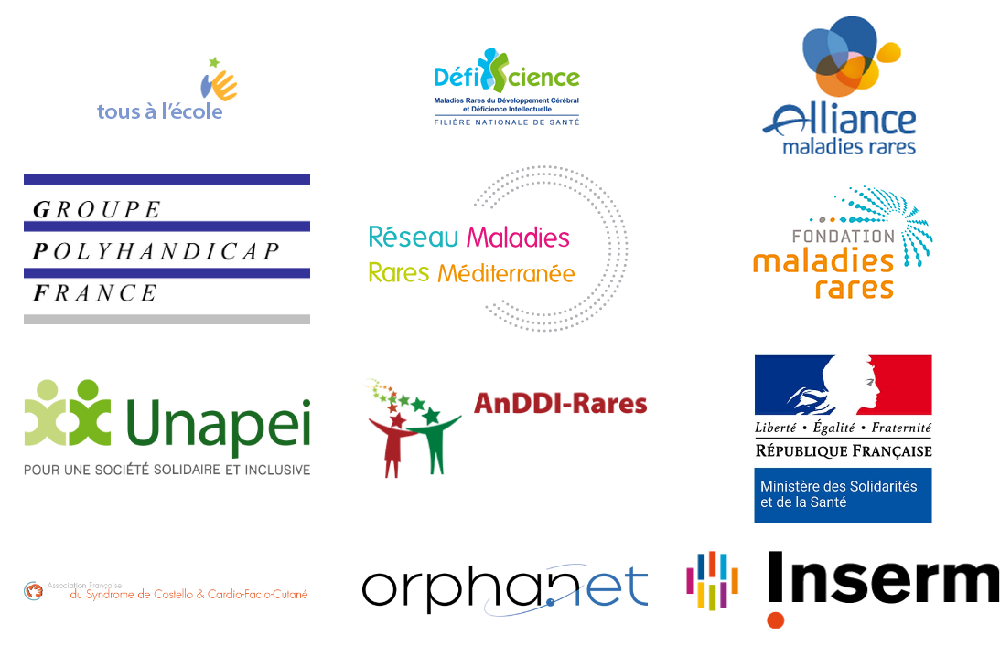 tous à l'école
DéfiScience
Maladies Rares du Développement Cérébral
et Déficience Intellectuelle
FILIÈRE NATIONALE DE SANTÉ
Alliance
maladies rares
GROUPE
POLYHANDICAP
FRANCE
Réseau Maladies
Rares Méditerranée
FONDATION
maladies
rares
Unapei
POUR UNE SOCIÉTÉ SOLIDAIRE ET INCLUSIVE
AnDDI-Rares
Liberté • Égalité • Fraternité
RÉPUBLIQUE FRANÇAISE
Ministère des Solidarités
et de la Santé
Association Française
du Syndrome de Costello & Cardio-Facio-Cutané
orphanet
Inserm